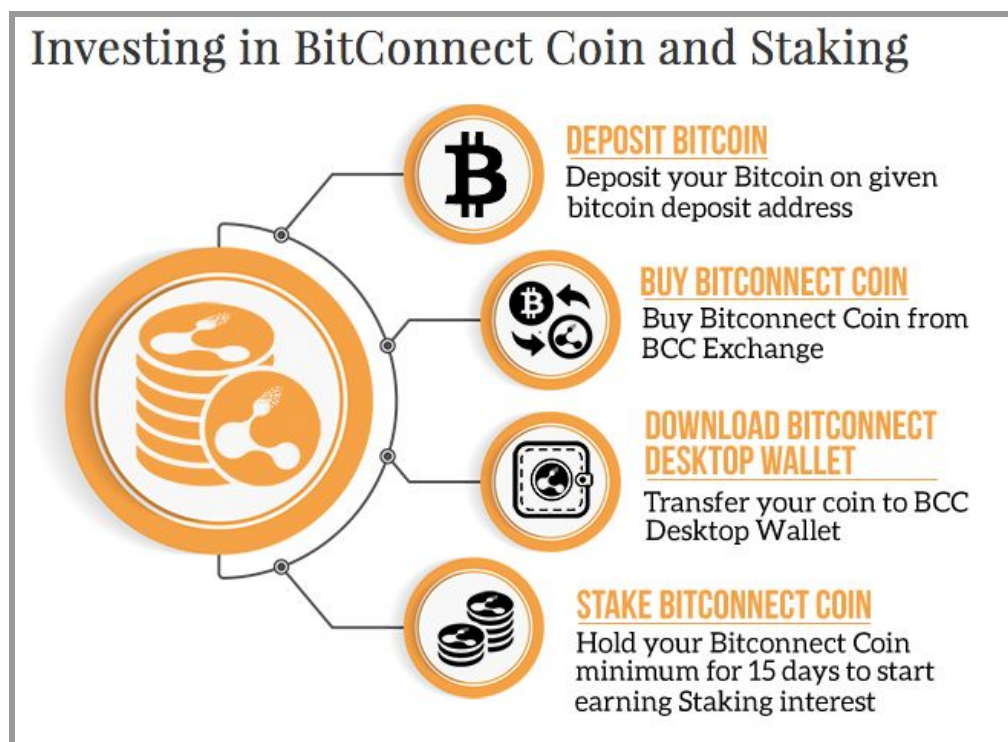 Investing in BitConnect Coin and Staking
DEPOSIT BITCOIN
Deposit your Bitcoin on given
bitcoin deposit address
BUY BITCONNECT COIN
Buy Bitconnect Coin from
BCC Exchange
DOWNLOAD BITCONNECT
DESKTOP WALLET
Transfer your coin to BCC
Desktop Wallet
STAKE BITCONNECT COIN
Hold your Bitconnect Coin
minimum for 15 days to start
earning Staking interest